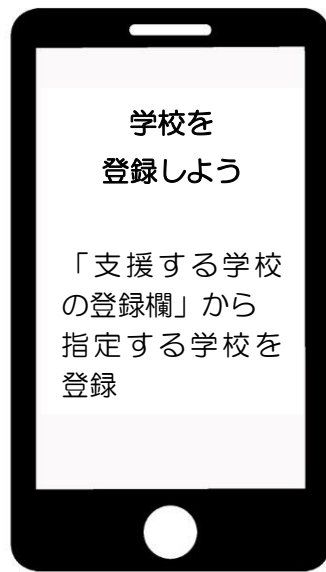 学校を
登録しよう
「支援する学校
の登録欄」から
指定する学校を
登録